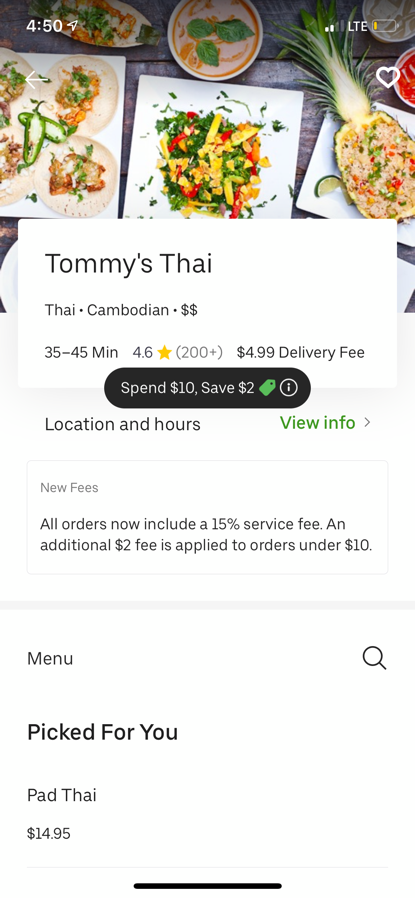 4:50
LTE
Tommy's Thai
Thai • Cambodian • $$
35–45 Min 4.6 (200+) $4.99 Delivery Fee
Spend $10, Save $2
Location and hours View info
New Fees
All orders now include a 15% service fee. An
additional $2 fee is applied to orders under $10.
Menu
Picked For You
Pad Thai
$14.95